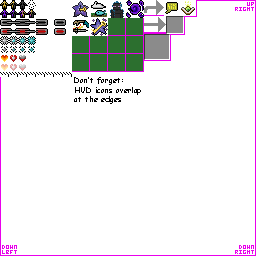 UP
RIGHT
Don't forget:
HUD icons overlap
at the edges
DOWN
LEFT
DOWN
RIGHT